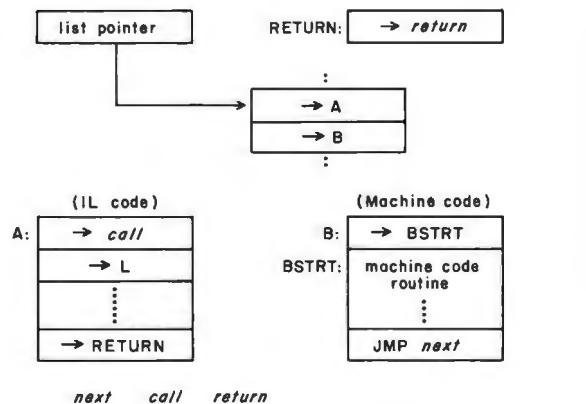 list pointer
RETURN: → return
:
→ A
→ B
:
(IL code)
A: → call
→ L
⋮
→ RETURN
(Machine code)
B: → BSTRT
BSTRT: machine code
routine
⋮
JMP next
next call return